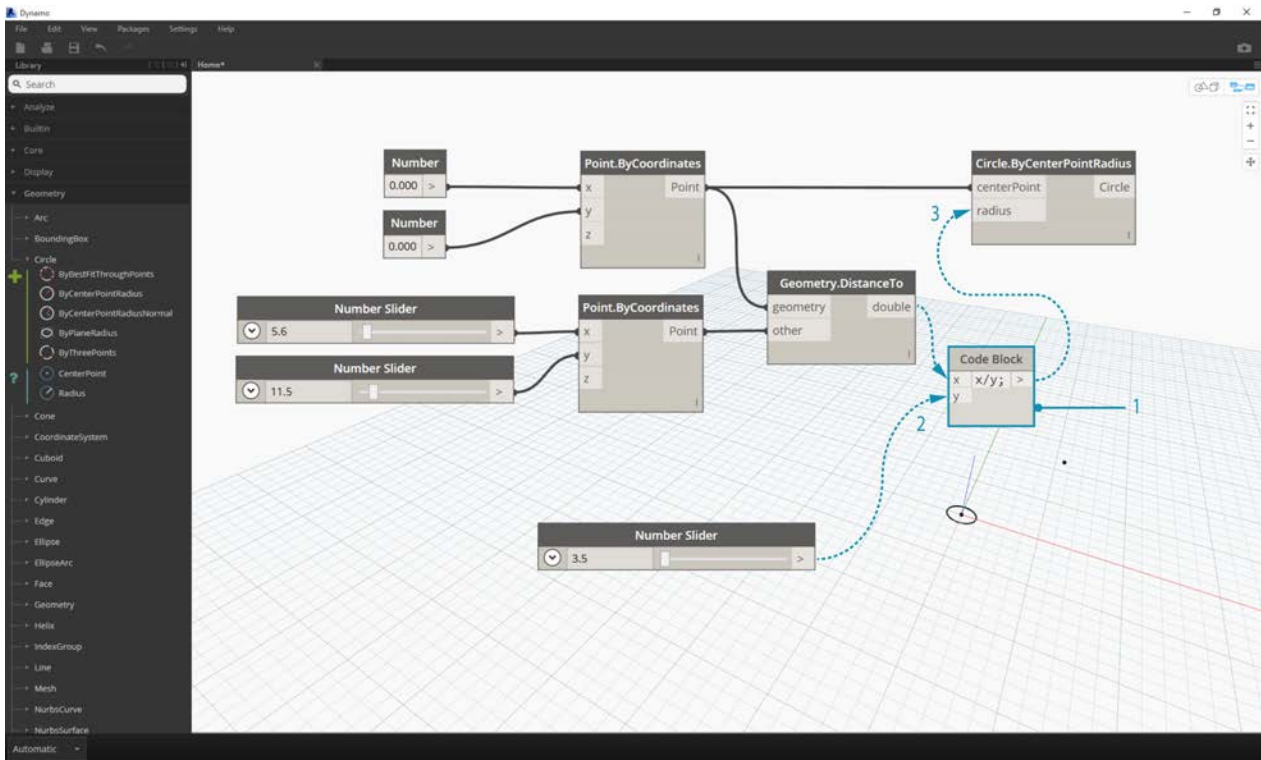 Dynamo
File Edit View Packages Settings Help
Library
Home*
Search
Analyze
Builtin
Core
Display
Geometry
Arc
BoundingBox
Circle
ByBestFitThroughPoints
ByCenterPointRadius
ByCenterPointRadiusNormal
ByPlaneRadius
ByThreePoints
CenterPoint
? Radius
Cone
CoordinateSystem
Cuboid
Curve
Cylinder
Edge
Ellipse
EllipseArc
Face
Geometry
Helix
IndexGroup
Line
Mesh
NurbsCurve
NurbsSurface
Automatic
Number
0.000 >
Number
0.000 >
Point.ByCoordinates
x Point
y
z
Circle.ByCenterPointRadius
centerPoint Circle
3 radius
Number Slider
5.6 >
Number Slider
11.5 >
Point.ByCoordinates
x Point
y
z
Geometry.DistanceTo
geometry double
other
Code Block
x x/y; >
y
1
2
Number Slider
3.5 >